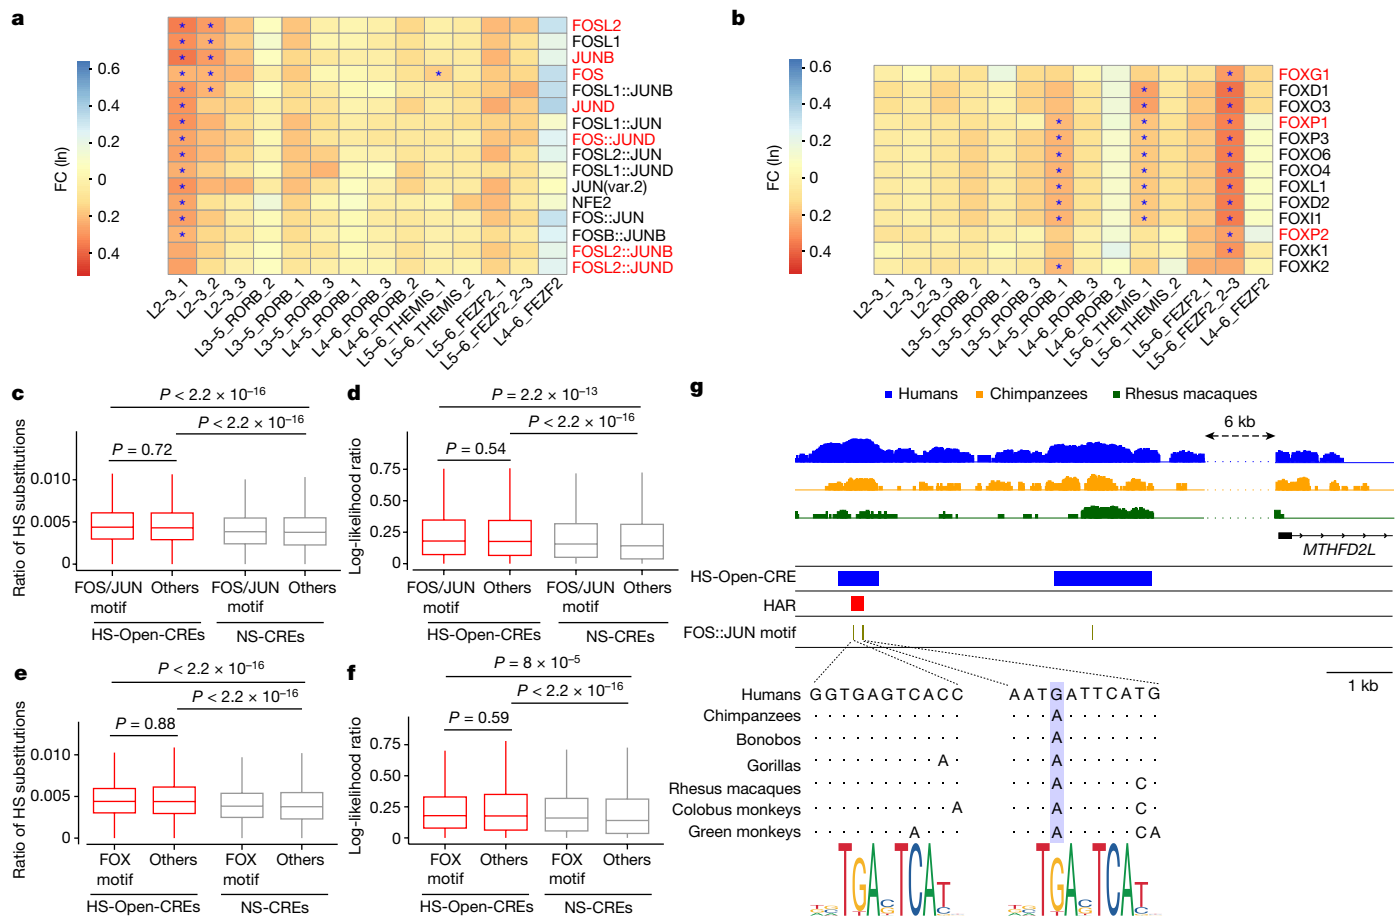 a
FOSL2
FOSL1
JUNB
FOS
FOSL1::JUNB
JUND
FOSL1::JUN
FOS::JUND
FOSL2::JUN
FOSL1::JUND
JUN(var.2)
NFE2
FOS::JUN
FOSB::JUNB
FOSL2::JUNB
FOSL2::JUND
FC (ln)
0.6
0.4
0.2
0
0.2
0.4
L2–3_1
L2–3_2
L2–3_3
L3–5_RORB_2
L3–5_RORB_1
L3–5_RORB_3
L4–5_RORB_1
L4–6_RORB_3
L4–6_RORB_2
L5–6_THEMIS_1
L5–6_THEMIS_2
L5–6_FEZF2_1
L5–6_FEZF2_2–3
L4–6_FEZF2
b
FOXG1
FOXD1
FOXO3
FOXP1
FOXP3
FOXO6
FOXO4
FOXL1
FOXD2
FOXI1
FOXP2
FOXK1
FOXK2
FC (ln)
0.6
0.4
0.2
0
0.2
0.4
L2–3_1
L2–3_2
L2–3_3
L3–5_RORB_2
L3–5_RORB_1
L3–5_RORB_3
L4–5_RORB_1
L4–6_RORB_3
L4–6_RORB_2
L5–6_THEMIS_1
L5–6_THEMIS_2
L5–6_FEZF2_1
L5–6_FEZF2_2–3
L4–6_FEZF2
c
P < 2.2 × 10⁻¹⁶
P < 2.2 × 10⁻¹⁶
P = 0.72
Ratio of HS substitutions
0.010
0.005
0
FOS/JUN motif
Others
FOS/JUN motif
Others
HS-Open-CREs
NS-CREs
d
P = 2.2 × 10⁻¹³
P < 2.2 × 10⁻¹⁶
P = 0.54
Log-likelihood ratio
0.75
0.50
0.25
0
FOS/JUN motif
Others
FOS/JUN motif
Others
HS-Open-CREs
NS-CREs
e
P < 2.2 × 10⁻¹⁶
P < 2.2 × 10⁻¹⁶
P = 0.88
Ratio of HS substitutions
0.010
0.005
0
FOX motif
Others
FOX motif
Others
HS-Open-CREs
NS-CREs
f
P = 8 × 10⁻⁵
P < 2.2 × 10⁻¹⁶
P = 0.59
Log-likelihood ratio
0.75
0.50
0.25
0
FOX motif
Others
FOX motif
Others
HS-Open-CREs
NS-CREs
g
Humans
Chimpanzees
Rhesus macaques
6 kb
MTHFD2L
HS-Open-CRE
HAR
FOS::JUN motif
1 kb
Humans GGTGAGTCACC AATGATTCATG
Chimpanzees . . . . . . . . . . . . . . A . . . . . . .
Bonobos . . . . . . . . . . . . . . A . . . . . . .
Gorillas . . . . . . . . . A . . . . A . . . . . . .
Rhesus macaques . . . . . . . . . . . . . . A . . . . . C .
Colobus monkeys . . . . . . . . . . A . . . A . . . . . C .
Green monkeys . . . . . . . A . . . . . . A . . . . . C A
TGA TCA
TGA TCA